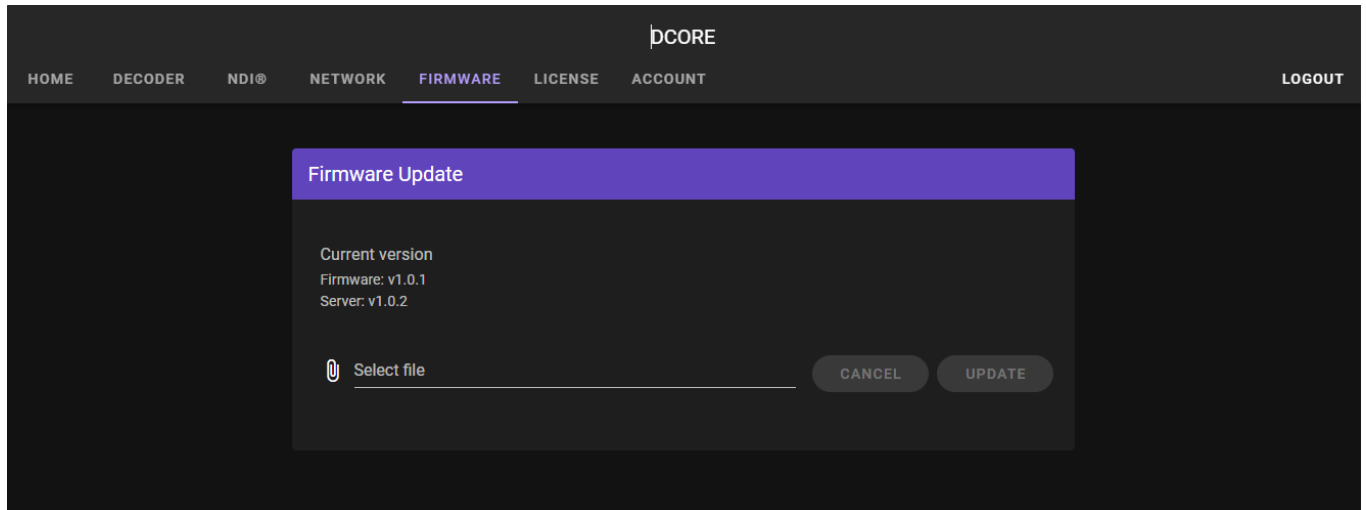 DCORE
HOME DECODER NDI® NETWORK FIRMWARE LICENSE ACCOUNT LOGOUT
Firmware Update
Current version
Firmware: v1.0.1
Server: v1.0.2
Select file CANCEL UPDATE